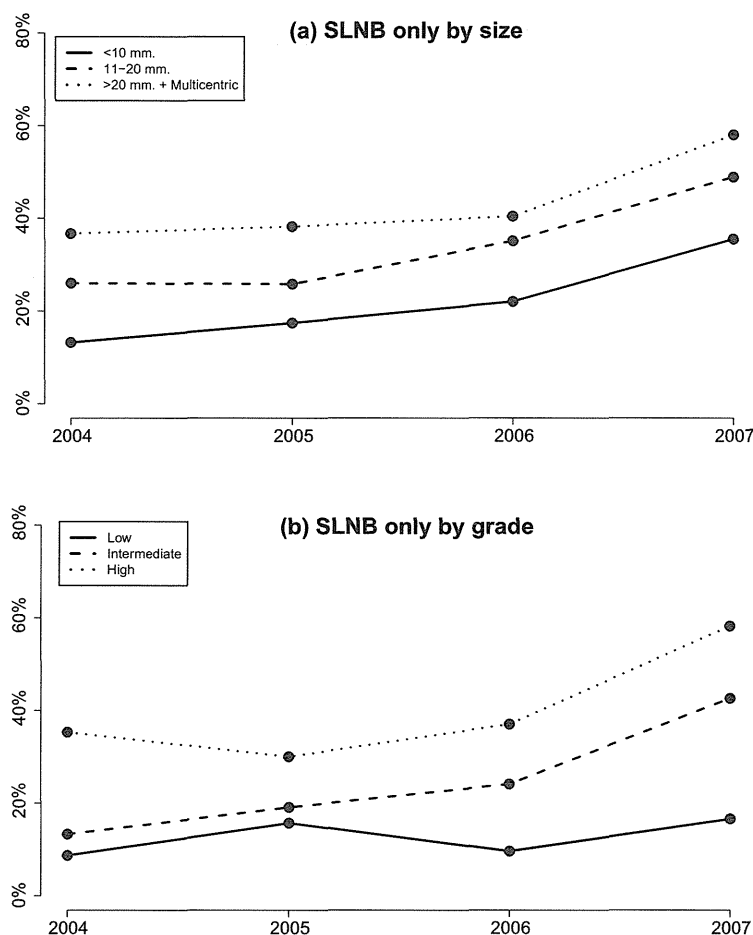 (a) SLNB only by size
<10 mm.
11−20 mm.
>20 mm. + Multicentric
80%
60%
40%
20%
0%
2004 2005 2006 2007
(b) SLNB only by grade
Low
Intermediate
High
80%
60%
40%
20%
0%
2004 2005 2006 2007